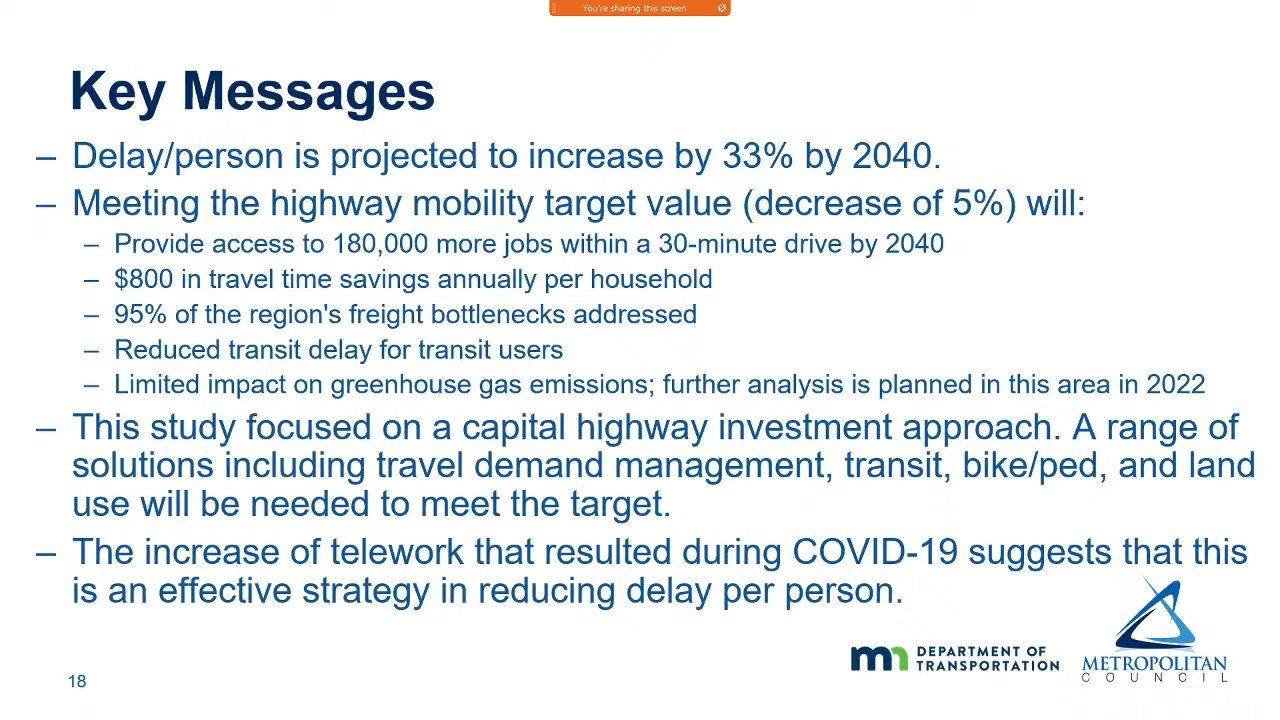 You're sharing this screen
Key Messages
– Delay/person is projected to increase by 33% by 2040.
– Meeting the highway mobility target value (decrease of 5%) will:
– Provide access to 180,000 more jobs within a 30-minute drive by 2040
– $800 in travel time savings annually per household
– 95% of the region's freight bottlenecks addressed
– Reduced transit delay for transit users
– Limited impact on greenhouse gas emissions; further analysis is planned in this area in 2022
– This study focused on a capital highway investment approach. A range of
solutions including travel demand management, transit, bike/ped, and land
use will be needed to meet the target.
– The increase of telework that resulted during COVID-19 suggests that this
is an effective strategy in reducing delay per person.
mn DEPARTMENT OF
TRANSPORTATION
METROPOLITAN
COUNCIL
18